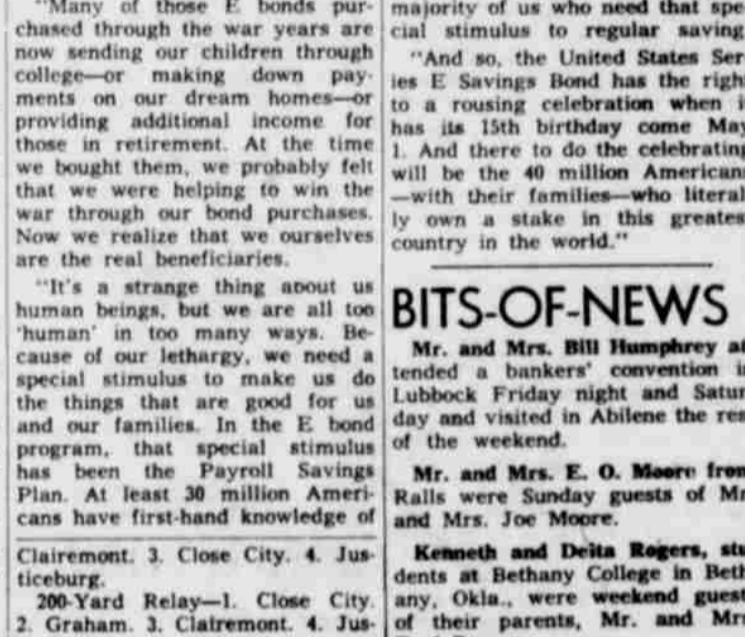 "Many of those E bonds pur-
chased through the war years are
now sending our children through
college—or making down pay-
ments on our dream homes—or
providing additional income for
those in retirement. At the time
we bought them, we probably felt
that we were helping to win the
war through our bond purchases.
Now we realize that we ourselves
are the real beneficiaries.
"It's a strange thing about us
human beings, but we are all too
'human' in too many ways. Be-
cause of our lethargy, we need a
special stimulus to make us do
the things that are good for us
and our families. In the E bond
program, that special stimulus
has been the Payroll Savings
Plan. At least 30 million Ameri-
cans have first-hand knowledge of
Clairemont. 3. Close City. 4. Jus-
ticeburg.
200-Yard Relay—1. Close City.
2. Graham. 3. Clairemont. 4. Jus-
majority of us who need that spe
cial stimulus to regular saving
"And so, the United States Ser
ies E Savings Bond has the righ
to a rousing celebration when i
has its 15th birthday come May
1. And there to do the celebrating
will be the 40 million American
—with their families—who literal
ly own a stake in this greates
country in the world."
BITS-OF-NEWS
Mr. and Mrs. Bill Humphrey at
tended a bankers' convention i
Lubbock Friday night and Satur
day and visited in Abilene the res
of the weekend.
Mr. and Mrs. E. O. Moore from
Ralls were Sunday guests of Mr
and Mrs. Joe Moore.
Kenneth and Delta Rogers, stu
dents at Bethany College in Beth
any, Okla., were weekend guest
of their parents, Mr. and Mrs